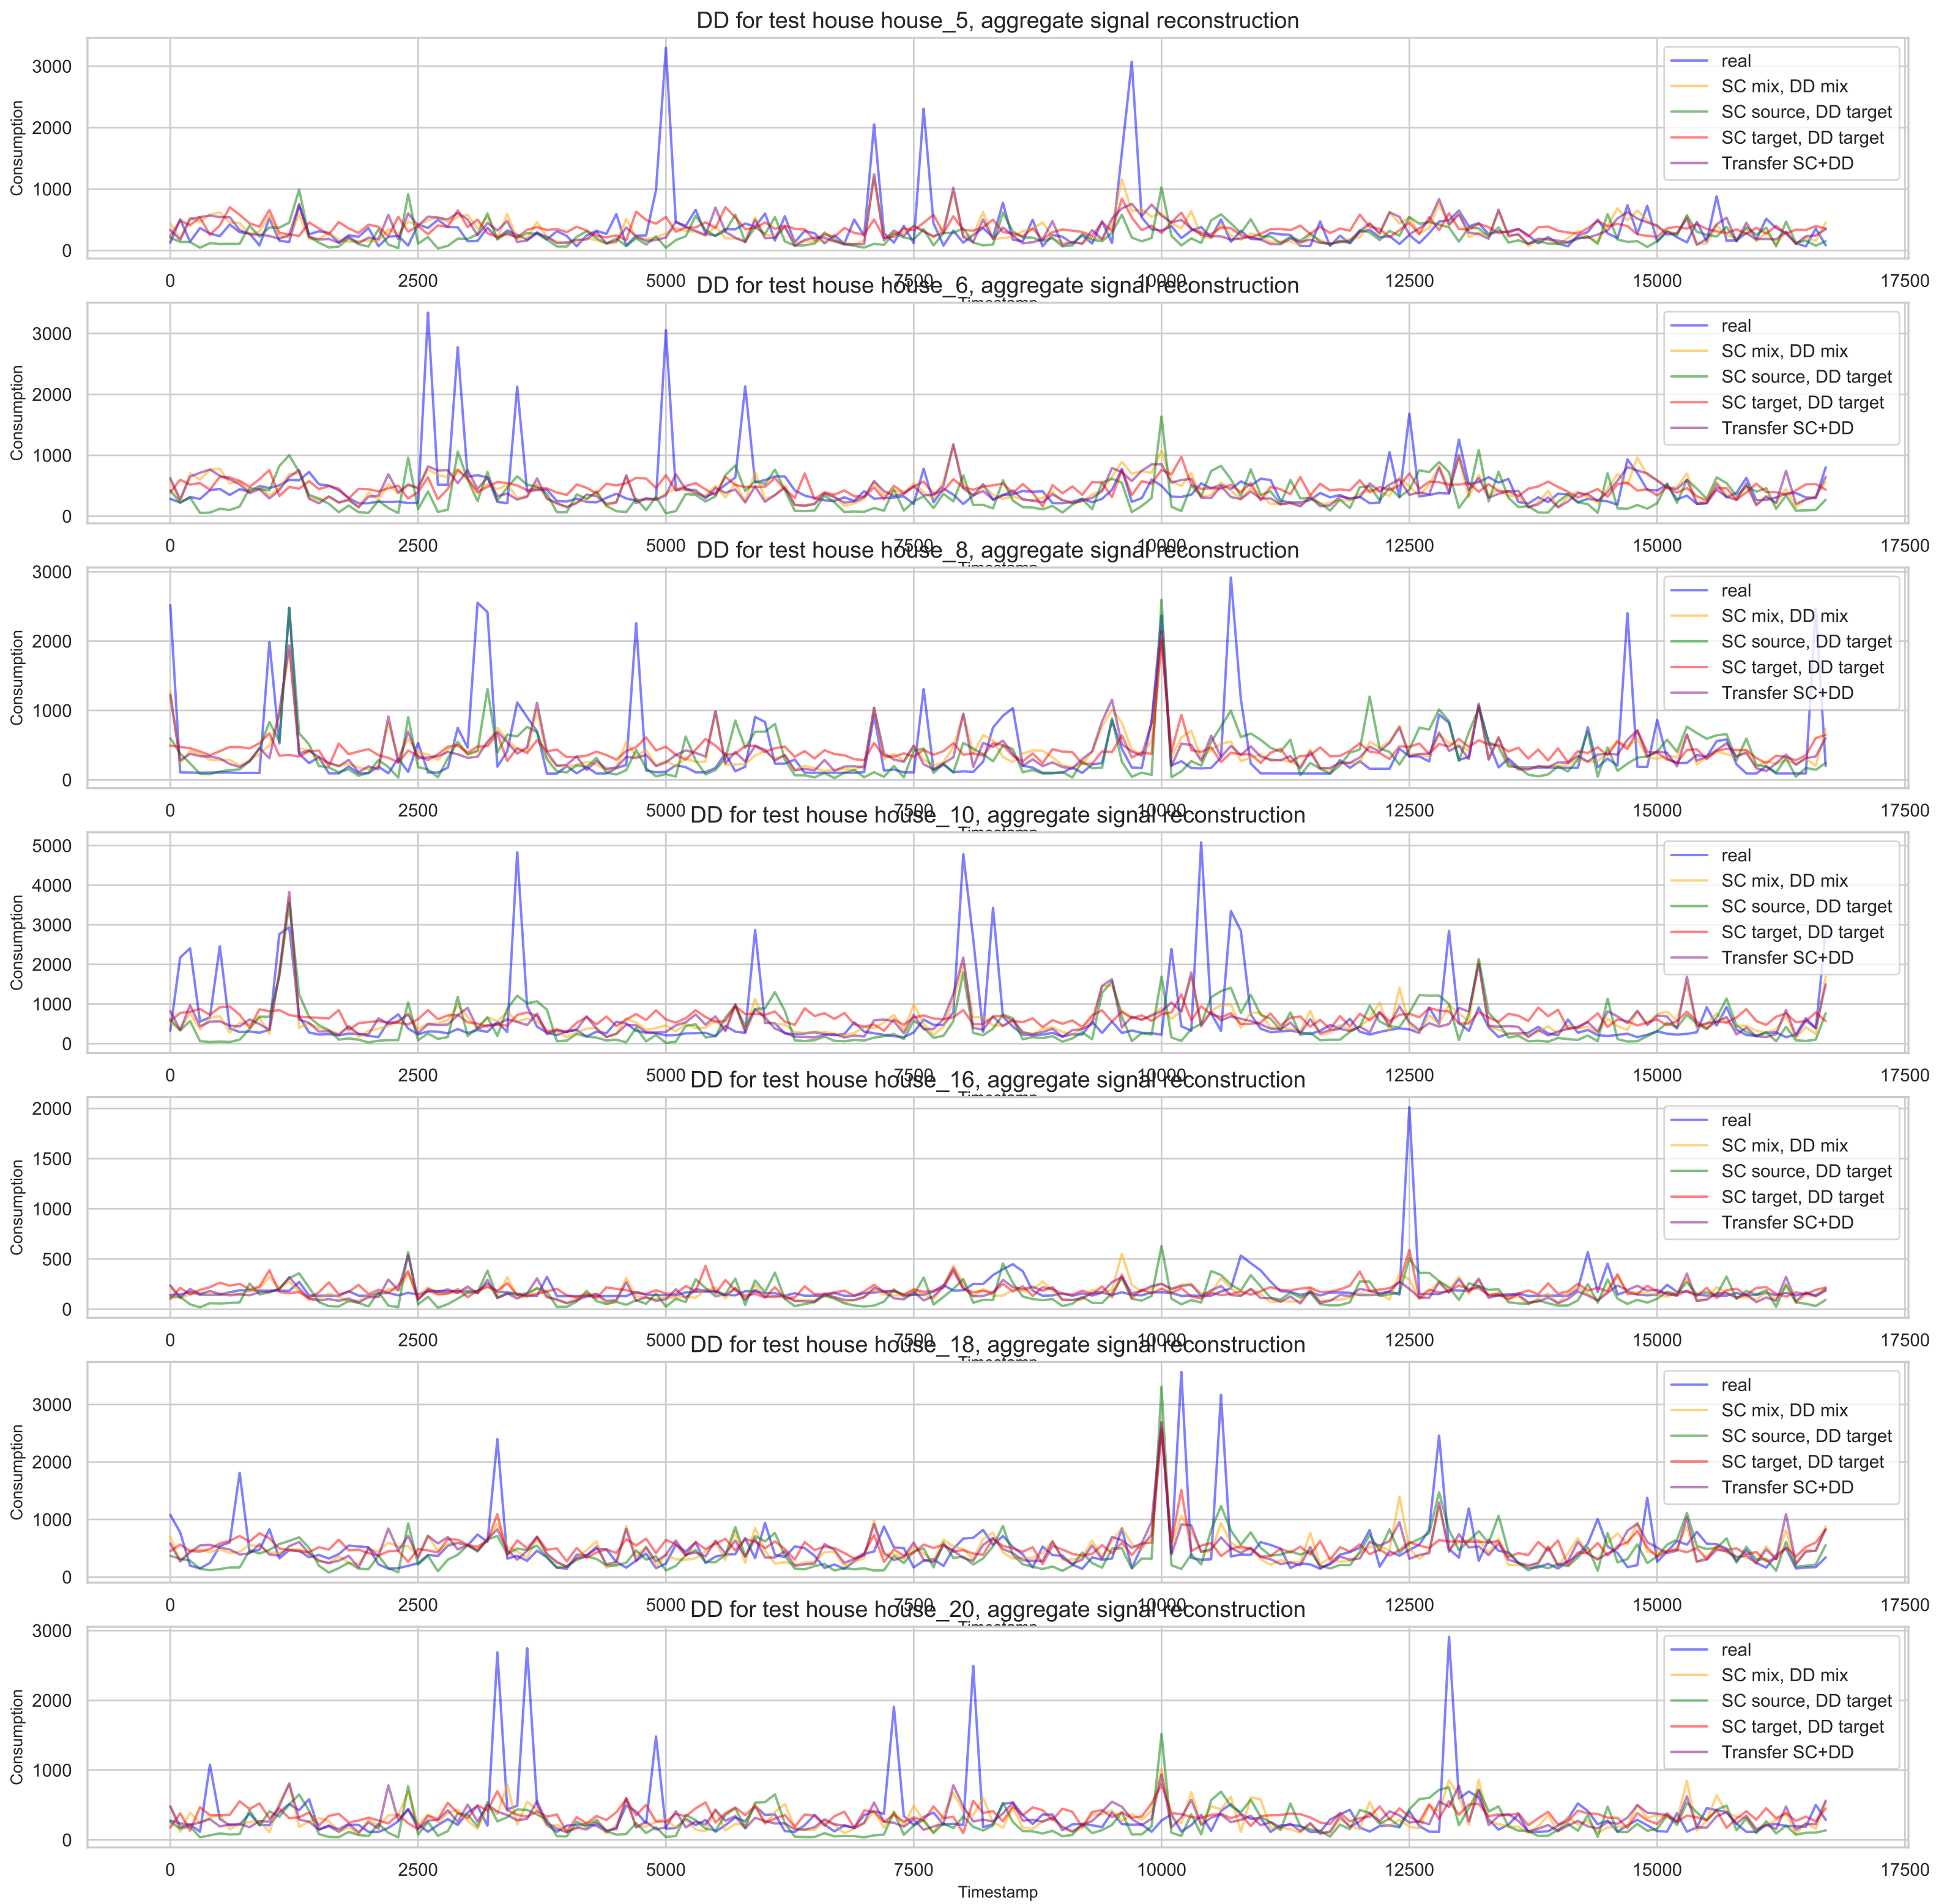 DD for test house house_5, aggregate signal reconstruction
Consumption
3000
2000
1000
0
real
SC mix, DD mix
SC source, DD target
SC target, DD target
Transfer SC+DD
0 2500 5000 7500 10000 12500 15000 17500
Timestamp
DD for test house house_6, aggregate signal reconstruction
Consumption
3000
2000
1000
0
real
SC mix, DD mix
SC source, DD target
SC target, DD target
Transfer SC+DD
0 2500 5000 7500 10000 12500 15000 17500
Timestamp
DD for test house house_8, aggregate signal reconstruction
Consumption
3000
2000
1000
0
real
SC mix, DD mix
SC source, DD target
SC target, DD target
Transfer SC+DD
0 2500 5000 7500 10000 12500 15000 17500
Timestamp
DD for test house house_10, aggregate signal reconstruction
Consumption
5000
4000
3000
2000
1000
0
real
SC mix, DD mix
SC source, DD target
SC target, DD target
Transfer SC+DD
0 2500 5000 7500 10000 12500 15000 17500
Timestamp
DD for test house house_16, aggregate signal reconstruction
Consumption
2000
1500
1000
500
0
real
SC mix, DD mix
SC source, DD target
SC target, DD target
Transfer SC+DD
0 2500 5000 7500 10000 12500 15000 17500
Timestamp
DD for test house house_18, aggregate signal reconstruction
Consumption
3000
2000
1000
0
real
SC mix, DD mix
SC source, DD target
SC target, DD target
Transfer SC+DD
0 2500 5000 7500 10000 12500 15000 17500
Timestamp
DD for test house house_20, aggregate signal reconstruction
Consumption
3000
2000
1000
0
real
SC mix, DD mix
SC source, DD target
SC target, DD target
Transfer SC+DD
0 2500 5000 7500 10000 12500 15000 17500
Timestamp